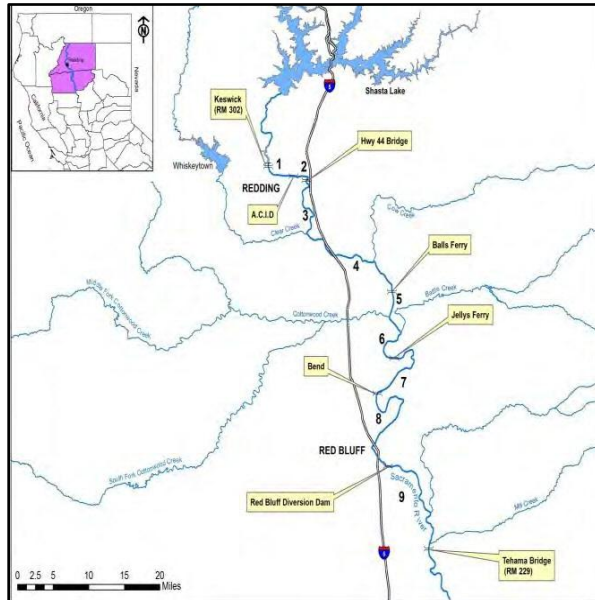 Oregon
N
Redding
Nevada
California
Pacific Ocean
Shasta Lake
5
Keswick
(RM 302)
Whiskeytown
1
2
Hwy 44 Bridge
REDDING
A.C.I.D
3
Clear Creek
Cow Creek
4
Balls Ferry
5
Battle Creek
Middle Fork Cottonwood Creek
Cottonwood Creek
6
Jellys Ferry
Bend
7
8
South Fork Cottonwood Creek
RED BLUFF
Red Bluff Diversion Dam
Sacramento River
9
Mill Creek
5
Tehama Bridge
(RM 229)
0 2.5 5 10 15 20
Miles